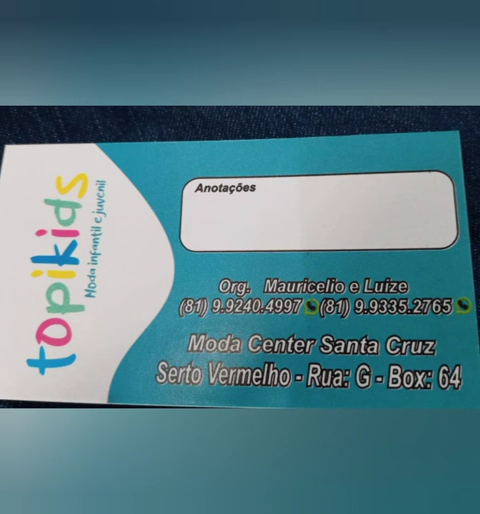 topikids
Moda infantil e juvenil
Anotações
Org. Mauricelio e Luize
(81) 9.9240.4997 (81) 9.9335.2765
Moda Center Santa Cruz
Serto Vermelho - Rua: G - Box: 64